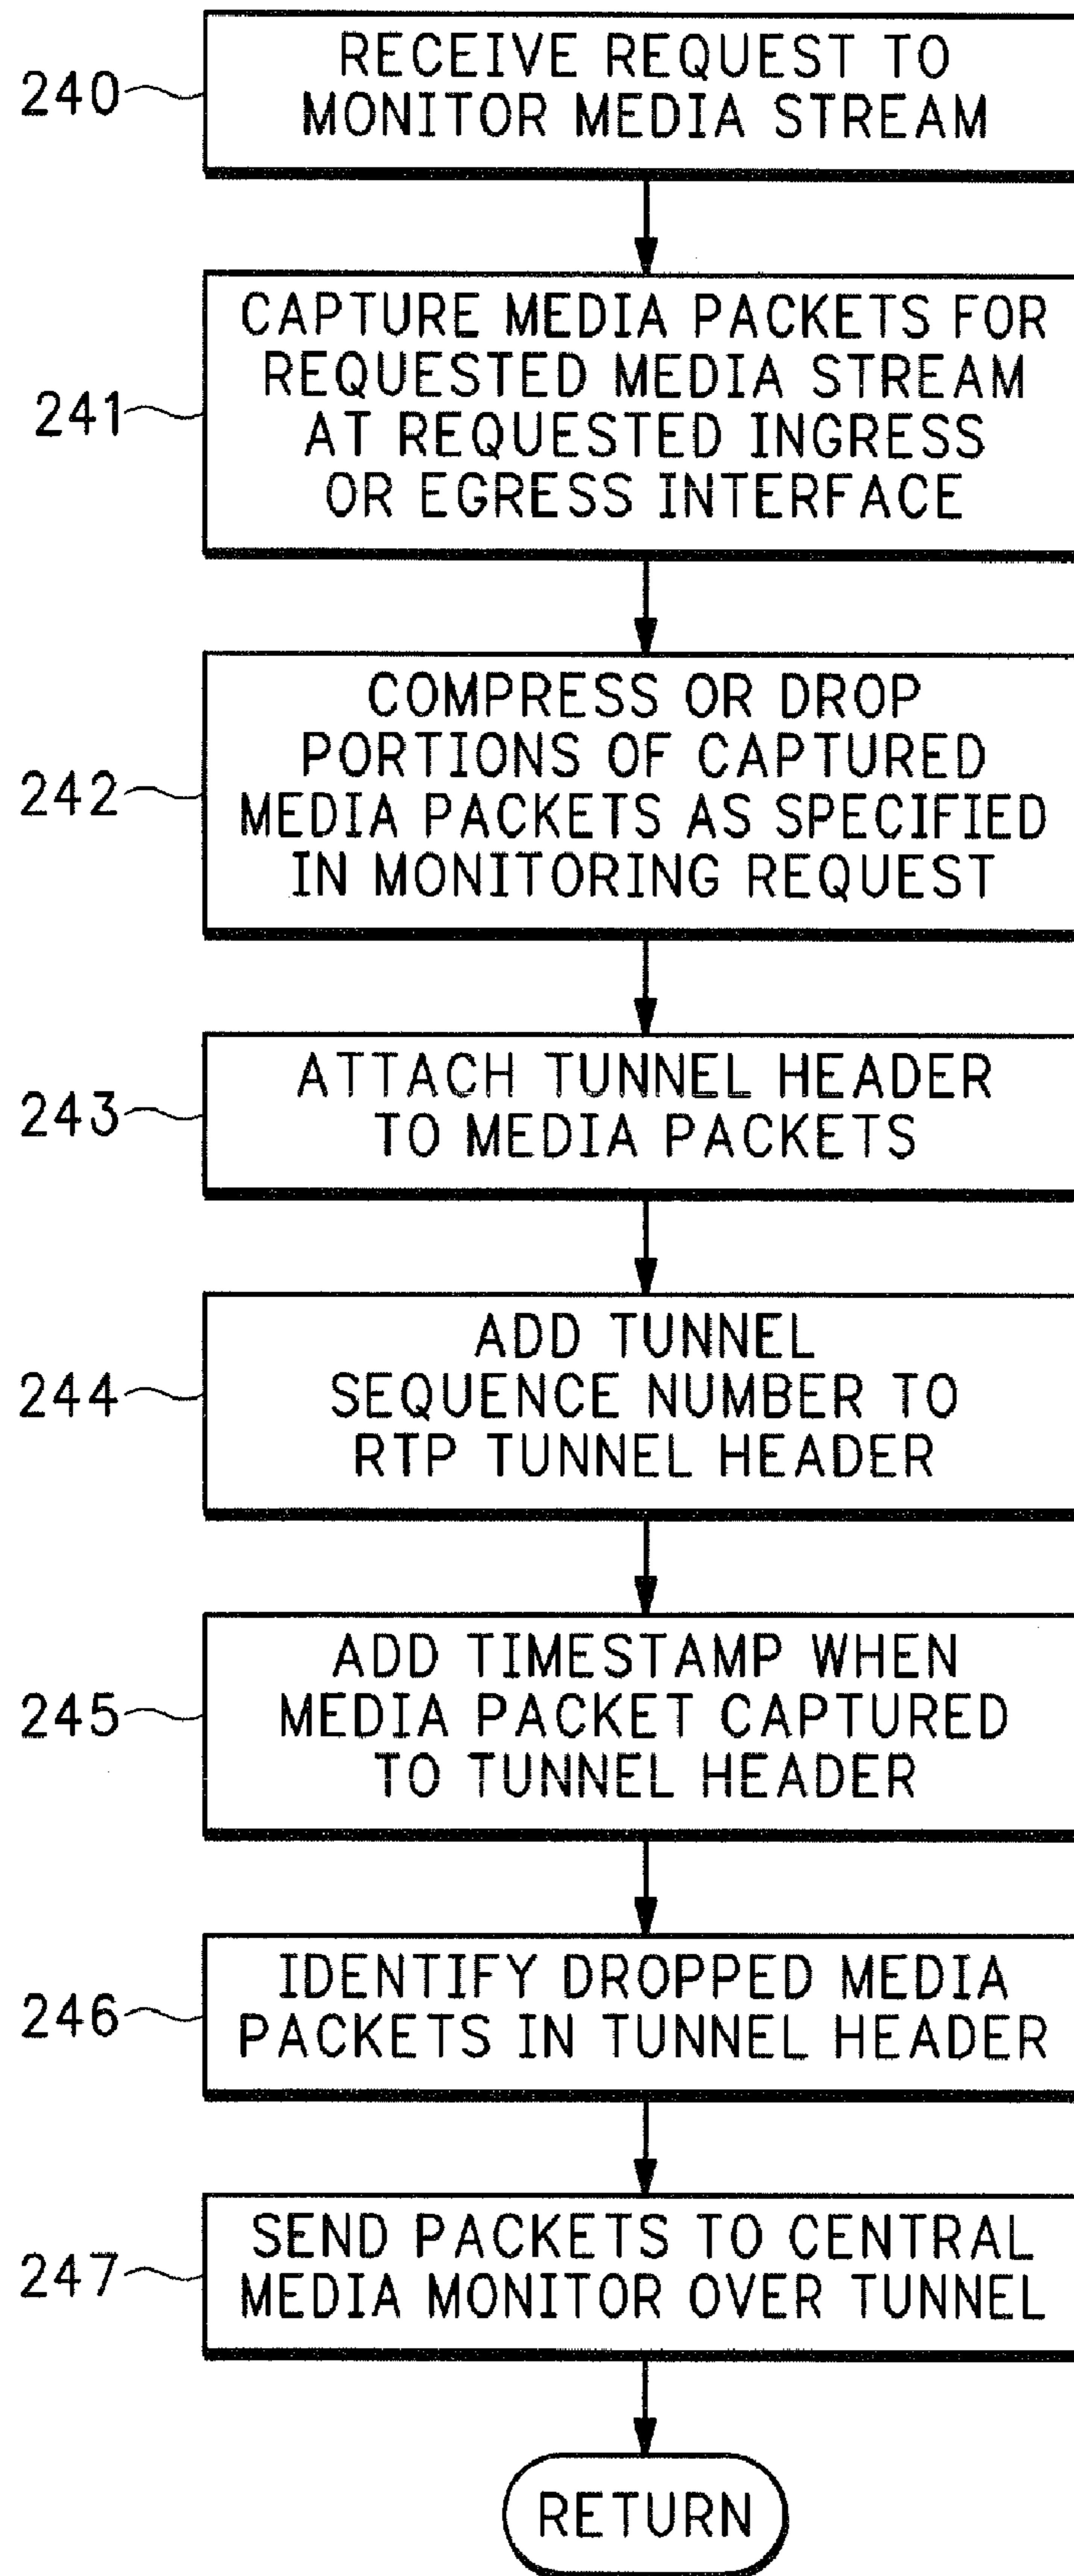 240
RECEIVE REQUEST TO
MONITOR MEDIA STREAM
241
CAPTURE MEDIA PACKETS FOR
REQUESTED MEDIA STREAM
AT REQUESTED INGRESS
OR EGRESS INTERFACE
242
COMPRESS OR DROP
PORTIONS OF CAPTURED
MEDIA PACKETS AS SPECIFIED
IN MONITORING REQUEST
243
ATTACH TUNNEL HEADER
TO MEDIA PACKETS
244
ADD TUNNEL
SEQUENCE NUMBER TO
RTP TUNNEL HEADER
245
ADD TIMESTAMP WHEN
MEDIA PACKET CAPTURED
TO TUNNEL HEADER
246
IDENTIFY DROPPED MEDIA
PACKETS IN TUNNEL HEADER
247
SEND PACKETS TO CENTRAL
MEDIA MONITOR OVER TUNNEL
RETURN